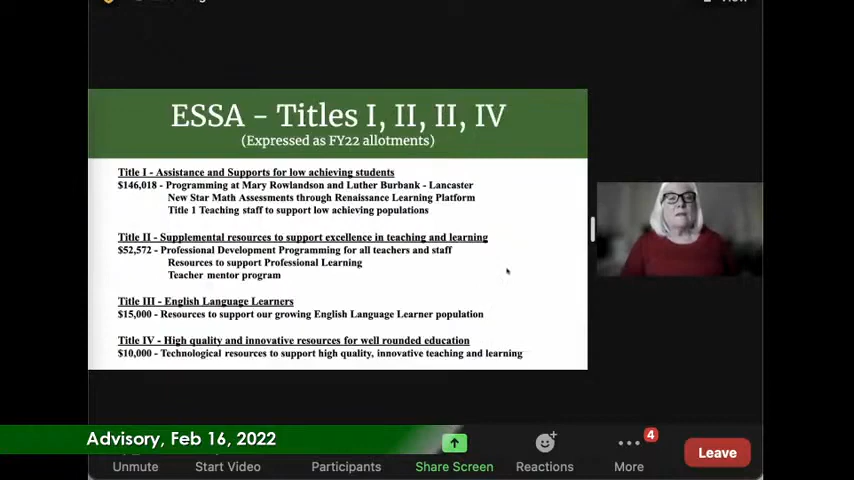 ESSA - Titles I, II, II, IV
(Expressed as FY22 allotments)
Title I - Assistance and Supports for low achieving students
$146,018 - Programming at Mary Rowlandson and Luther Burbank - Lancaster
New Star Math Assessments through Renaissance Learning Platform
Title 1 Teaching staff to support low achieving populations
Title II - Supplemental resources to support excellence in teaching and learning
$52,572 - Professional Development Programming for all teachers and staff
Resources to support Professional Learning
Teacher mentor program
Title III - English Language Learners
$15,000 - Resources to support our growing English Language Learner population
Title IV - High quality and innovative resources for well rounded education
$10,000 - Technological resources to support high quality, innovative teaching and learning
Advisory, Feb 16, 2022
4
Unmute
Start Video
Participants
Share Screen
Reactions
More
Leave